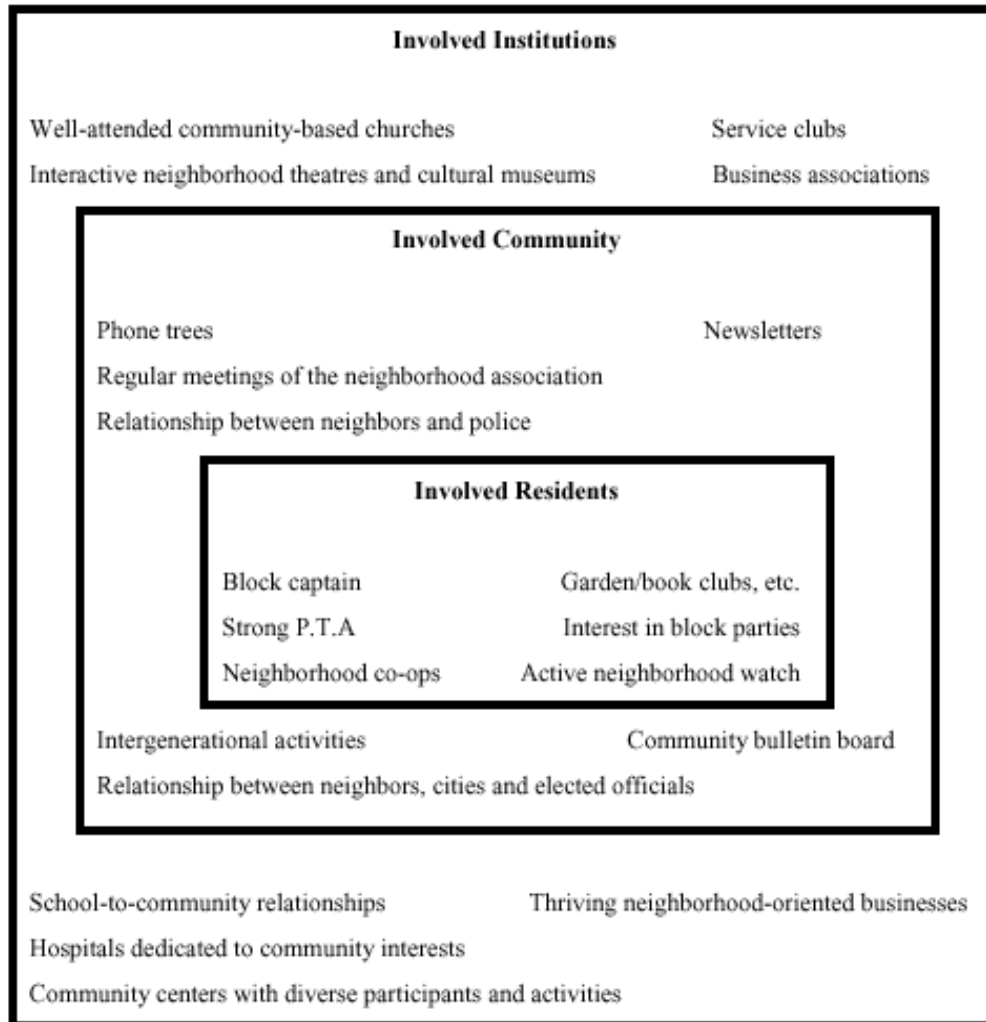 Involved Institutions
Well-attended community-based churches Service clubs
Interactive neighborhood theatres and cultural museums Business associations
Involved Community
Phone trees Newsletters
Regular meetings of the neighborhood association
Relationship between neighbors and police
Involved Residents
Block captain Garden/book clubs, etc.
Strong P.T.A Interest in block parties
Neighborhood co-ops Active neighborhood watch
Intergenerational activities Community bulletin board
Relationship between neighbors, cities and elected officials
School-to-community relationships Thriving neighborhood-oriented businesses
Hospitals dedicated to community interests
Community centers with diverse participants and activities